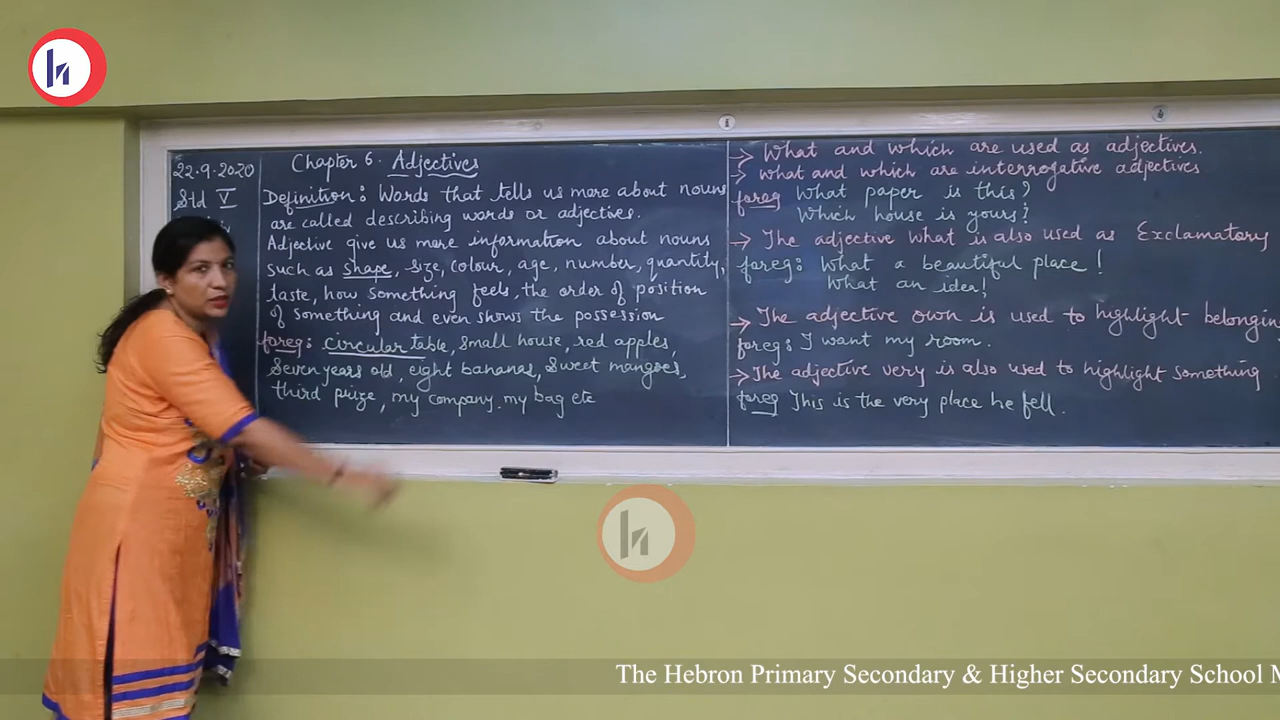 22.9.2020
Std V
Chapter 6. Adjectives
Definition: Words that tells us more about nouns
are called describing words or adjectives.
Adjective give us more information about nouns
such as shape, size, colour, age, number, quantity,
taste, how something feels, the order of position
of something and even shows the possession
foreg: circular table, small house, red apples,
Seven years old, eight bananas, Sweet mangoes,
third prize, my company. my bag etc
→ What and which are used as adjectives.
→ What and which are interrogative adjectives
foreg What paper is this?
Which house is yours?
→ The adjective what is also used as Exclamatory
foreg: What a beautiful place!
What an idea!
→ The adjective own is used to highlight belongin
foreg: I want my room.
→ The adjective very is also used to highlight something
foreg This is the very place he fell.
The Hebron Primary Secondary & Higher Secondary School